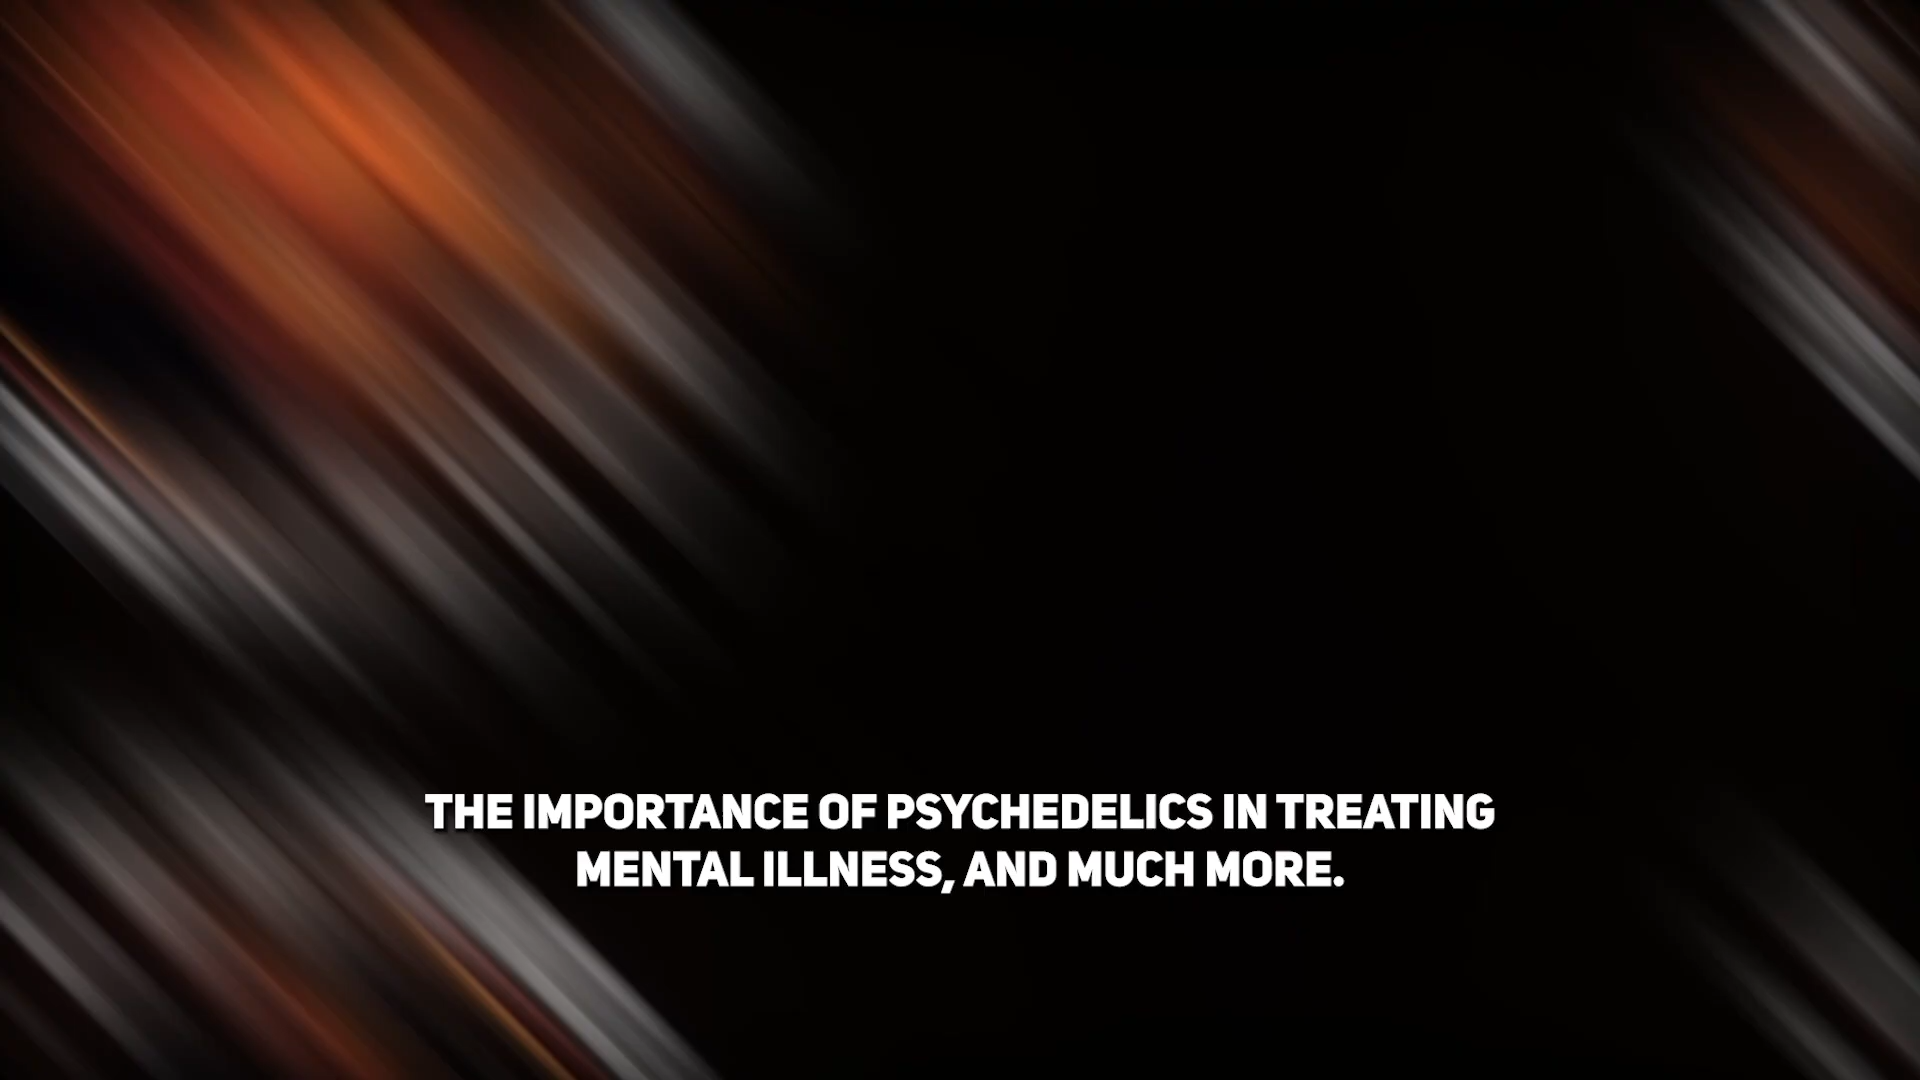 THE IMPORTANCE OF PSYCHEDELICS IN TREATING
MENTAL ILLNESS, AND MUCH MORE.